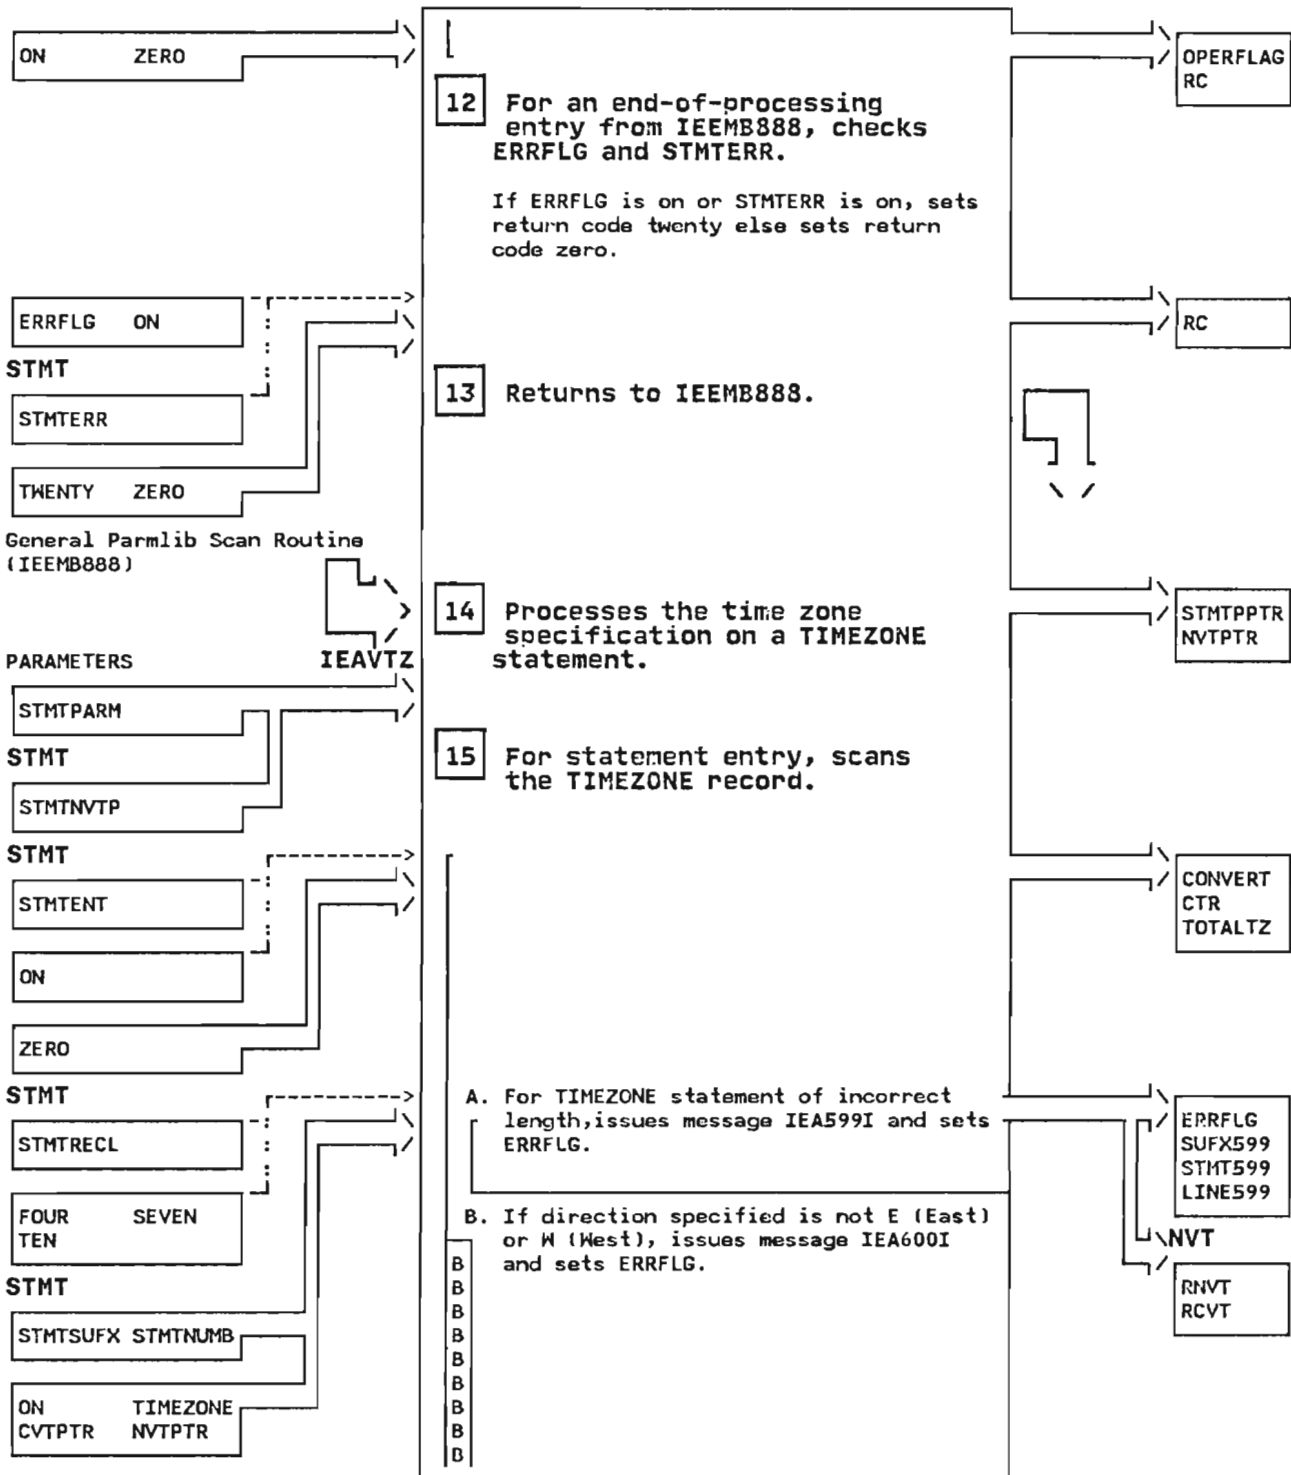 ON ZERO
OPERFLAG
RC
12 For an end-of-processing
entry from IEEMB888, checks
ERRFLG and STMTERR.
If ERRFLG is on or STMTERR is on, sets
return code twenty else sets return
code zero.
ERRFLG ON
RC
STMT
STMTERR
13 Returns to IEEMB888.
TWENTY ZERO
General Parmlib Scan Routine
(IEEMB888)
14 Processes the time zone
specification on a TIMEZONE
statement.
STMTPPTR
NVTPTR
PARAMETERS IEAVTZ
STMTPARM
STMT
STMTNVTP
15 For statement entry, scans
the TIMEZONE record.
STMT
STMTENT
ON
ZERO
CONVERT
CTR
TOTALTZ
STMT
STMTRECL
FOUR SEVEN
TEN
A. For TIMEZONE statement of incorrect
length,issues message IEA599I and sets
ERRFLG.
ERRFLG
SUFX599
STMT599
LINE599
B. If direction specified is not E (East)
or W (West), issues message IEA600I
and sets ERRFLG.
NVT
RNVT
RCVT
STMT
STMTSUFX STMTNUMB
ON TIMEZONE
CVTPTR NVTPTR
B
B
B
B
B
B
B
B
B